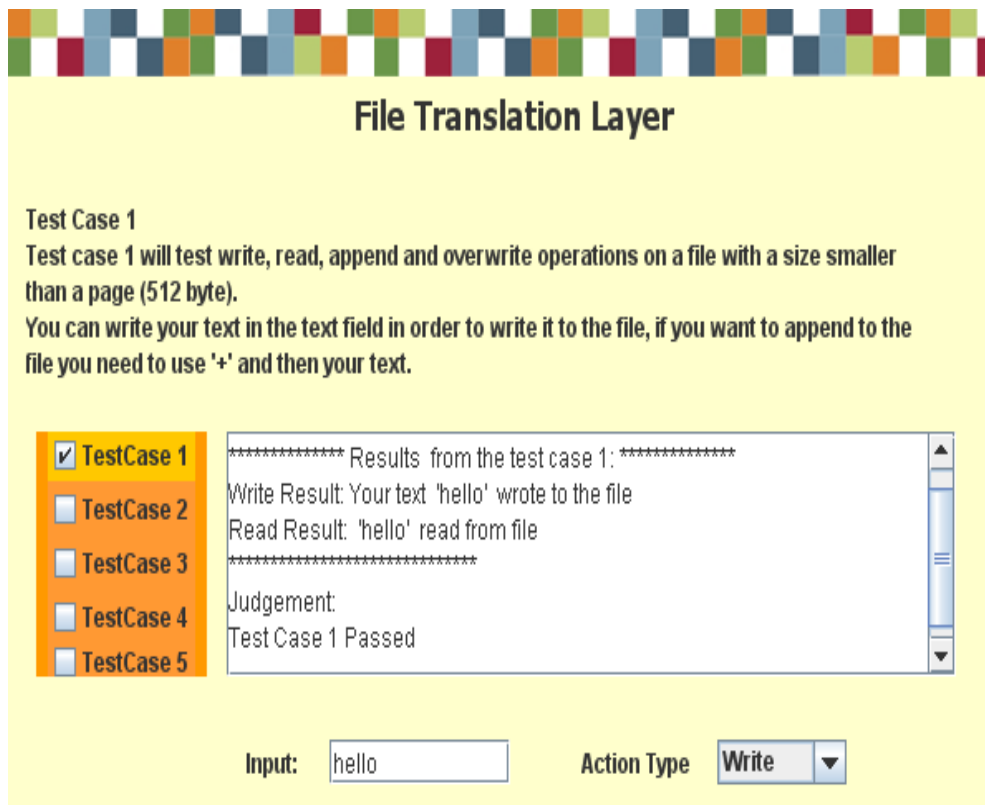 File Translation Layer
Test Case 1
Test case 1 will test write, read, append and overwrite operations on a file with a size smaller
than a page (512 byte).
You can write your text in the text field in order to write it to the file, if you want to append to the
file you need to use '+' and then your text.
TestCase 1
TestCase 2
TestCase 3
TestCase 4
TestCase 5
************** Results  from the test case 1: **************
Write Result: Your text  'hello'  wrote to the file
Read Result:  'hello'  read from file
******************************
Judgement:
Test Case 1 Passed
Input: hello Action Type Write